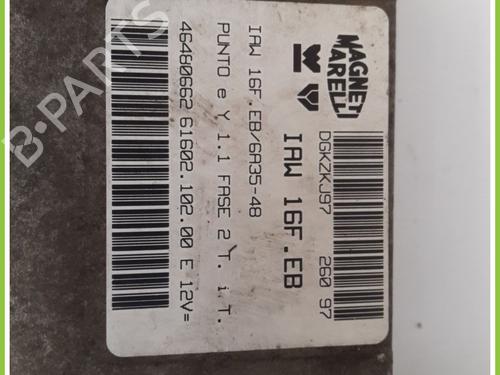 MAGNETI
MARELLI
DGKZKJ97 260 97
IAW 16F.EB
IAW 16F.EB/6A35-48
PUNTO e Y 1.1 FASE 2 T. i T.
46480662 61602.102.00 E 12V=
B-PARTS